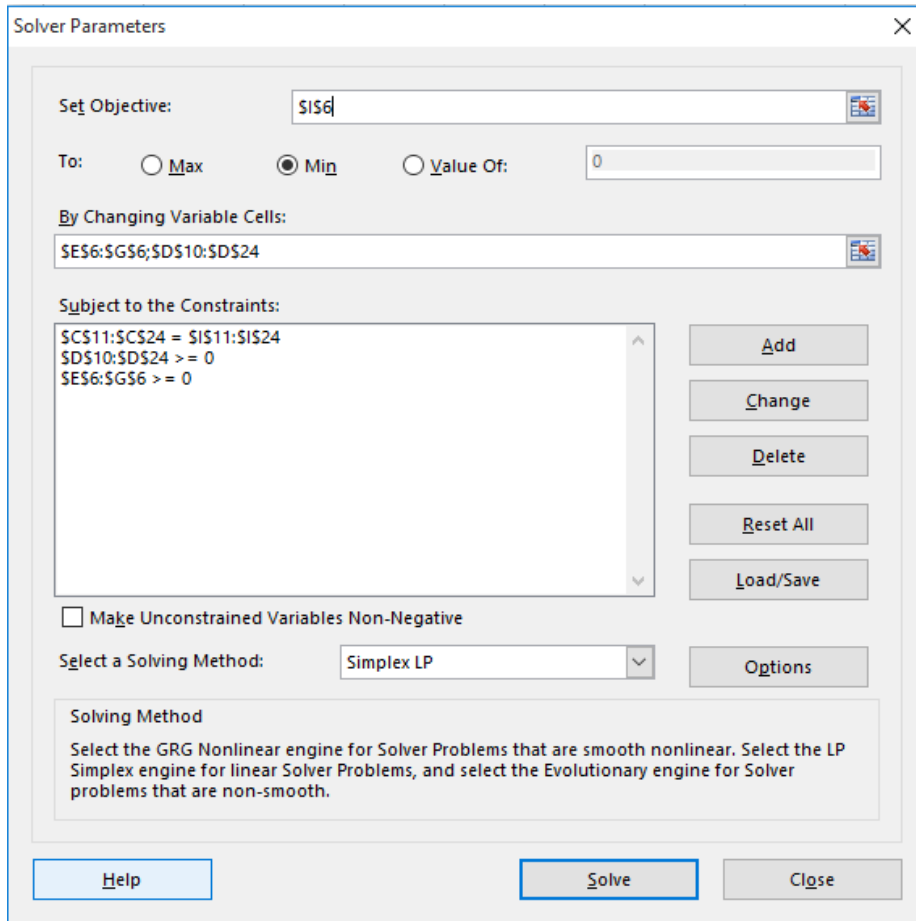 Solver Parameters
Set Objective: $I$6
To: Max Min Value Of: 0
By Changing Variable Cells:
$E$6:$G$6;$D$10:$D$24
Subject to the Constraints:
$C$11:$C$24 = $I$11:$I$24
$D$10:$D$24 >= 0
$E$6:$G$6 >= 0
Add
Change
Delete
Reset All
Load/Save
Make Unconstrained Variables Non-Negative
Select a Solving Method: Simplex LP Options
Solving Method
Select the GRG Nonlinear engine for Solver Problems that are smooth nonlinear. Select the LP
Simplex engine for linear Solver Problems, and select the Evolutionary engine for Solver
problems that are non-smooth.
Help Solve Close